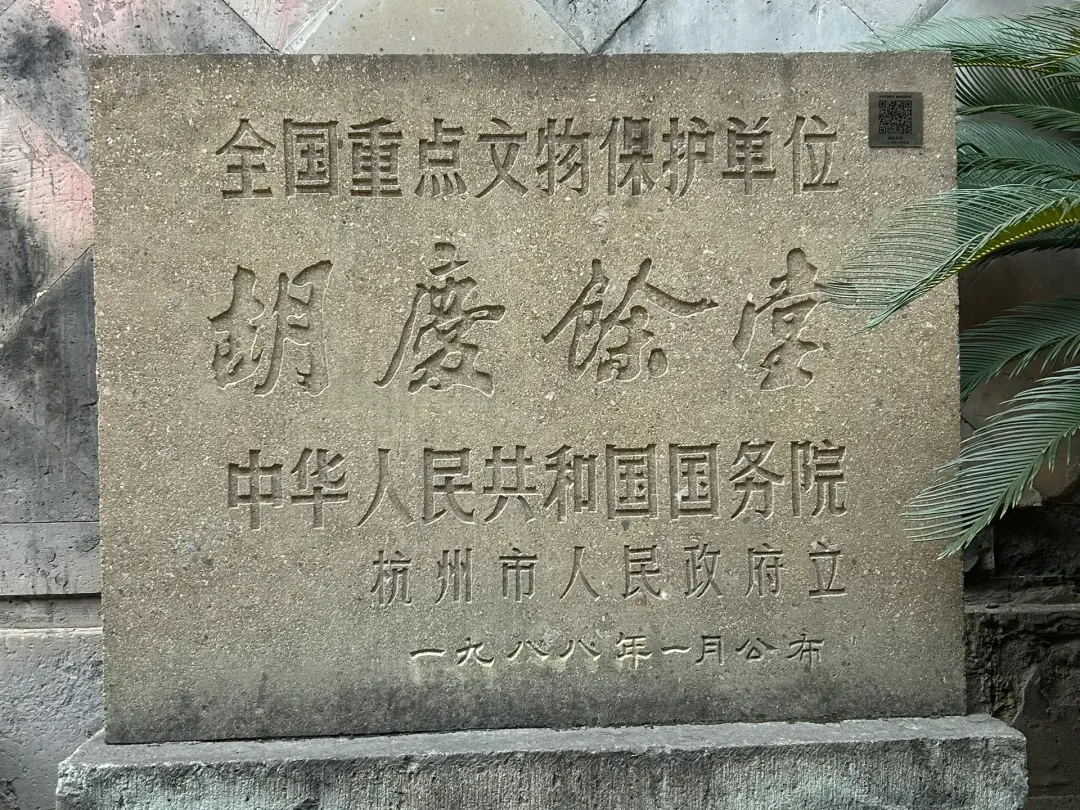 全国重点文物保护单位
胡慶餘堂
中华人民共和国国务院
杭州市人民政府立
一九八八年一月公布